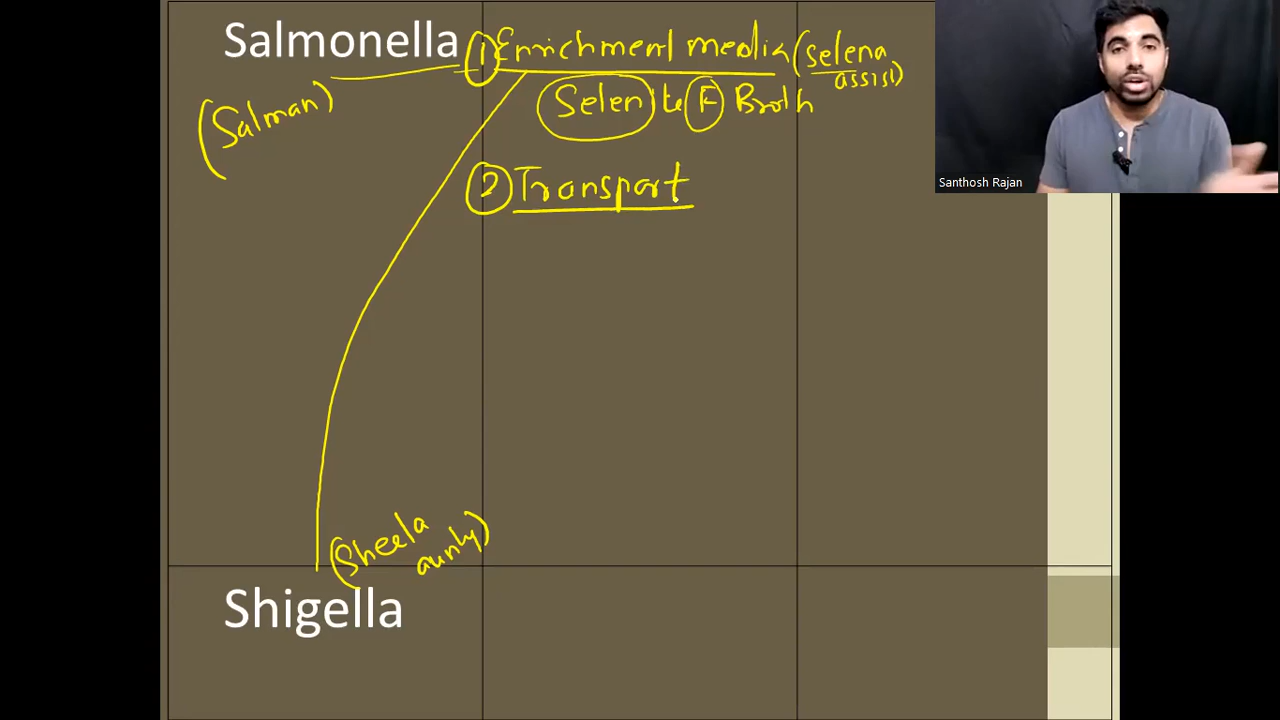 Salmonella
① Enrichment media (Selena
assist)
(Salman)
Selenite F Broth
② Transport
Santhosh Rajan
(Sheela
aunty)
Shigella